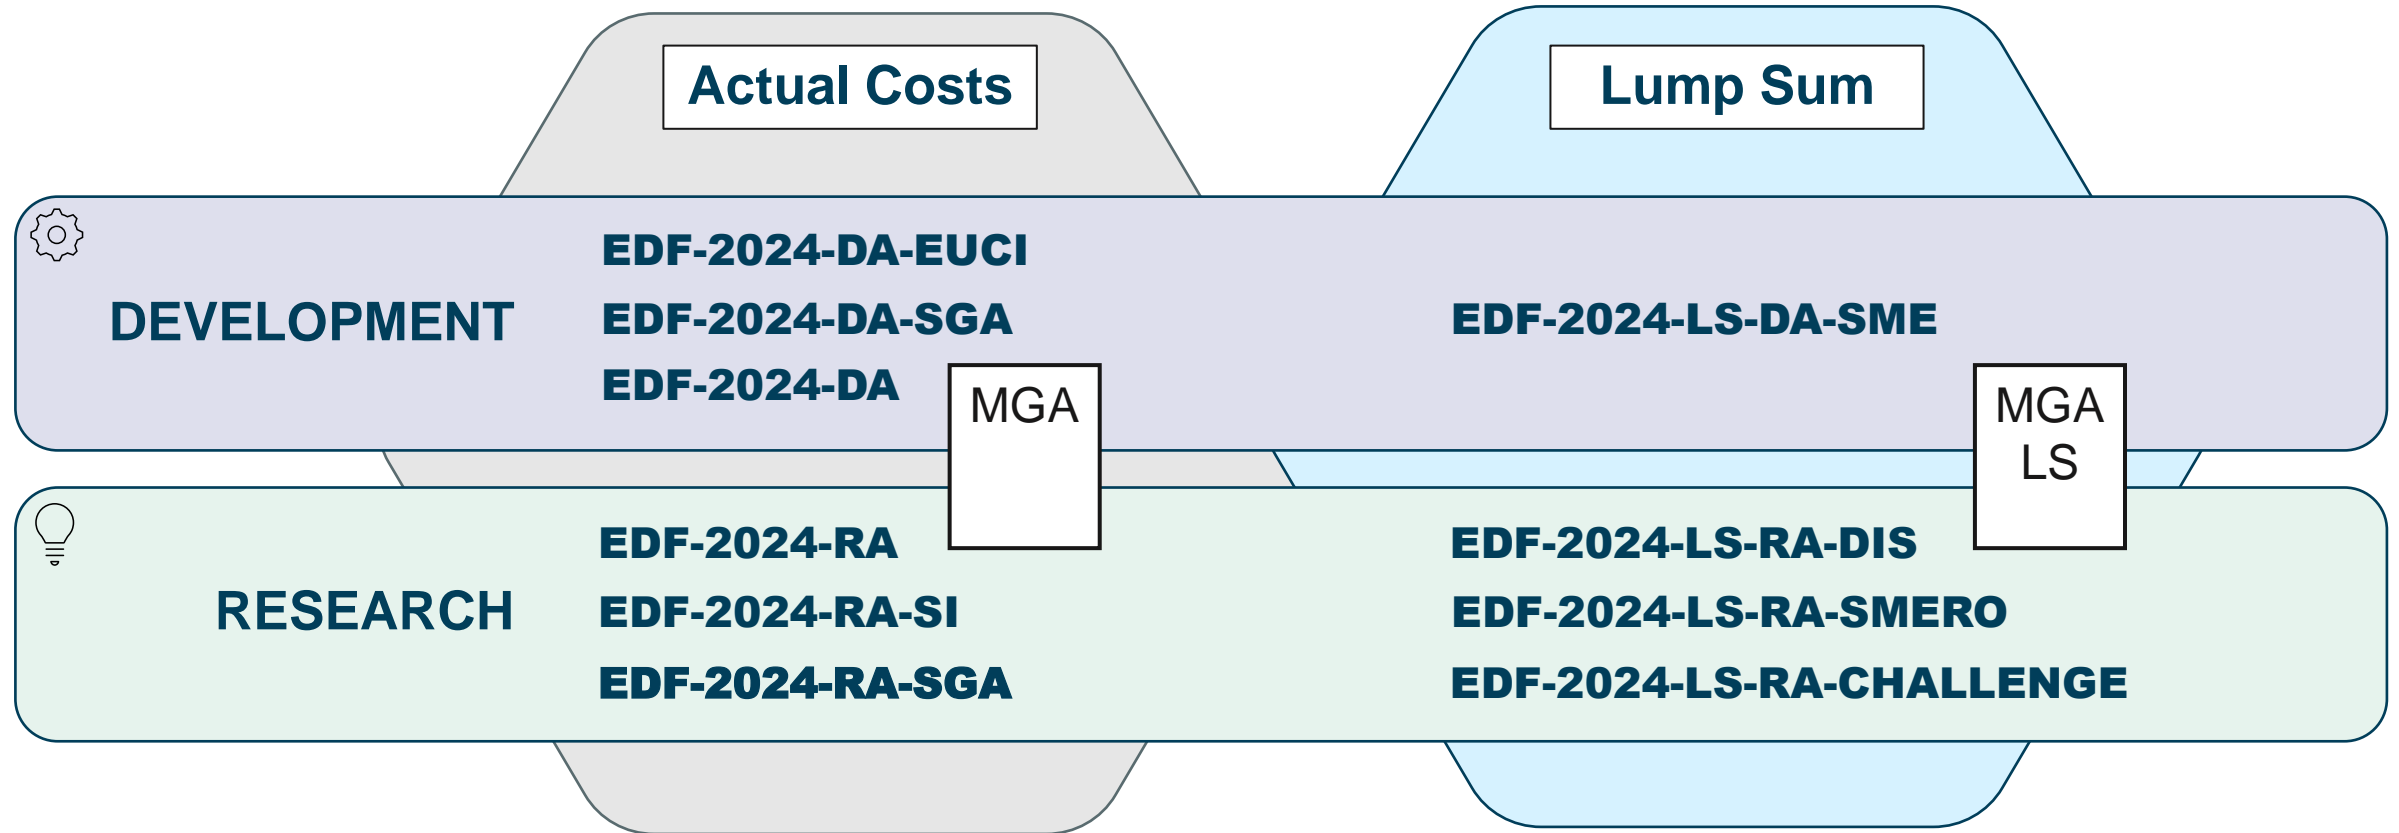 Actual Costs
Lump Sum
DEVELOPMENT
EDF-2024-DA-EUCI
EDF-2024-DA-SGA
EDF-2024-DA
EDF-2024-LS-DA-SME
MGA
MGA
LS
RESEARCH
EDF-2024-RA
EDF-2024-RA-SI
EDF-2024-RA-SGA
EDF-2024-LS-RA-DIS
EDF-2024-LS-RA-SMERO
EDF-2024-LS-RA-CHALLENGE